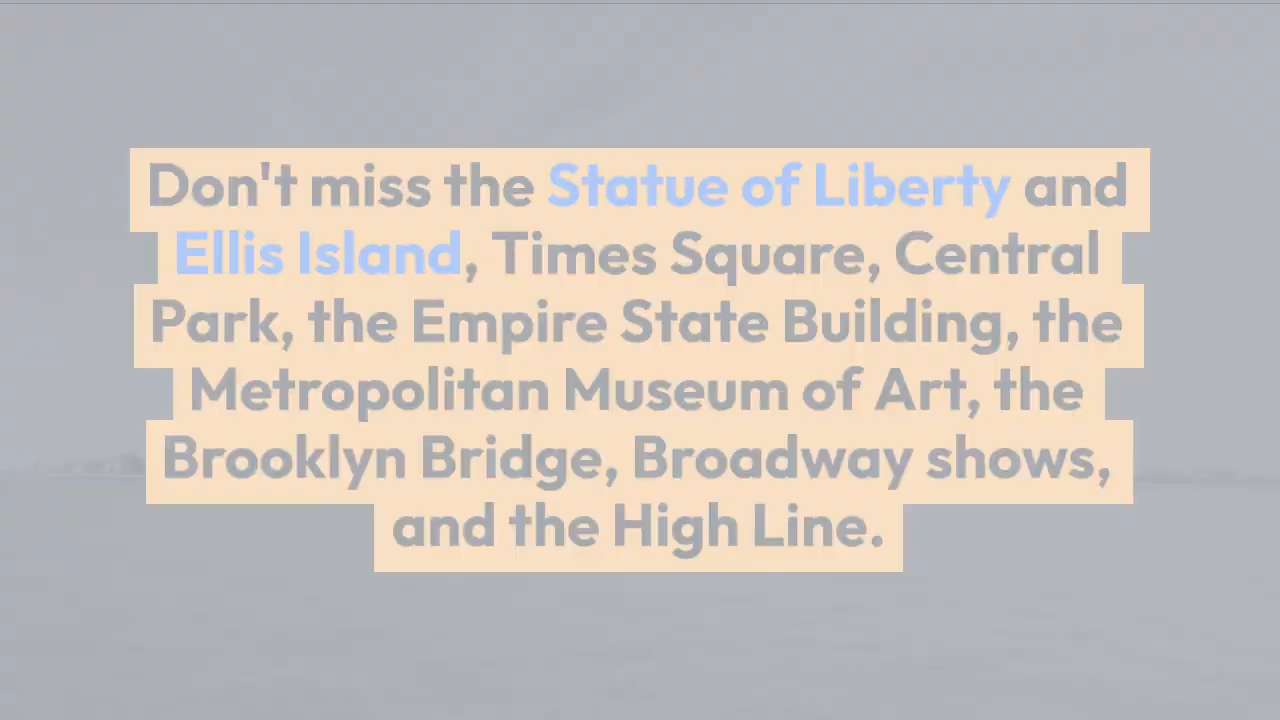 Don't miss the Statue of Liberty and
Ellis Island, Times Square, Central
Park, the Empire State Building, the
Metropolitan Museum of Art, the
Brooklyn Bridge, Broadway shows,
and the High Line.